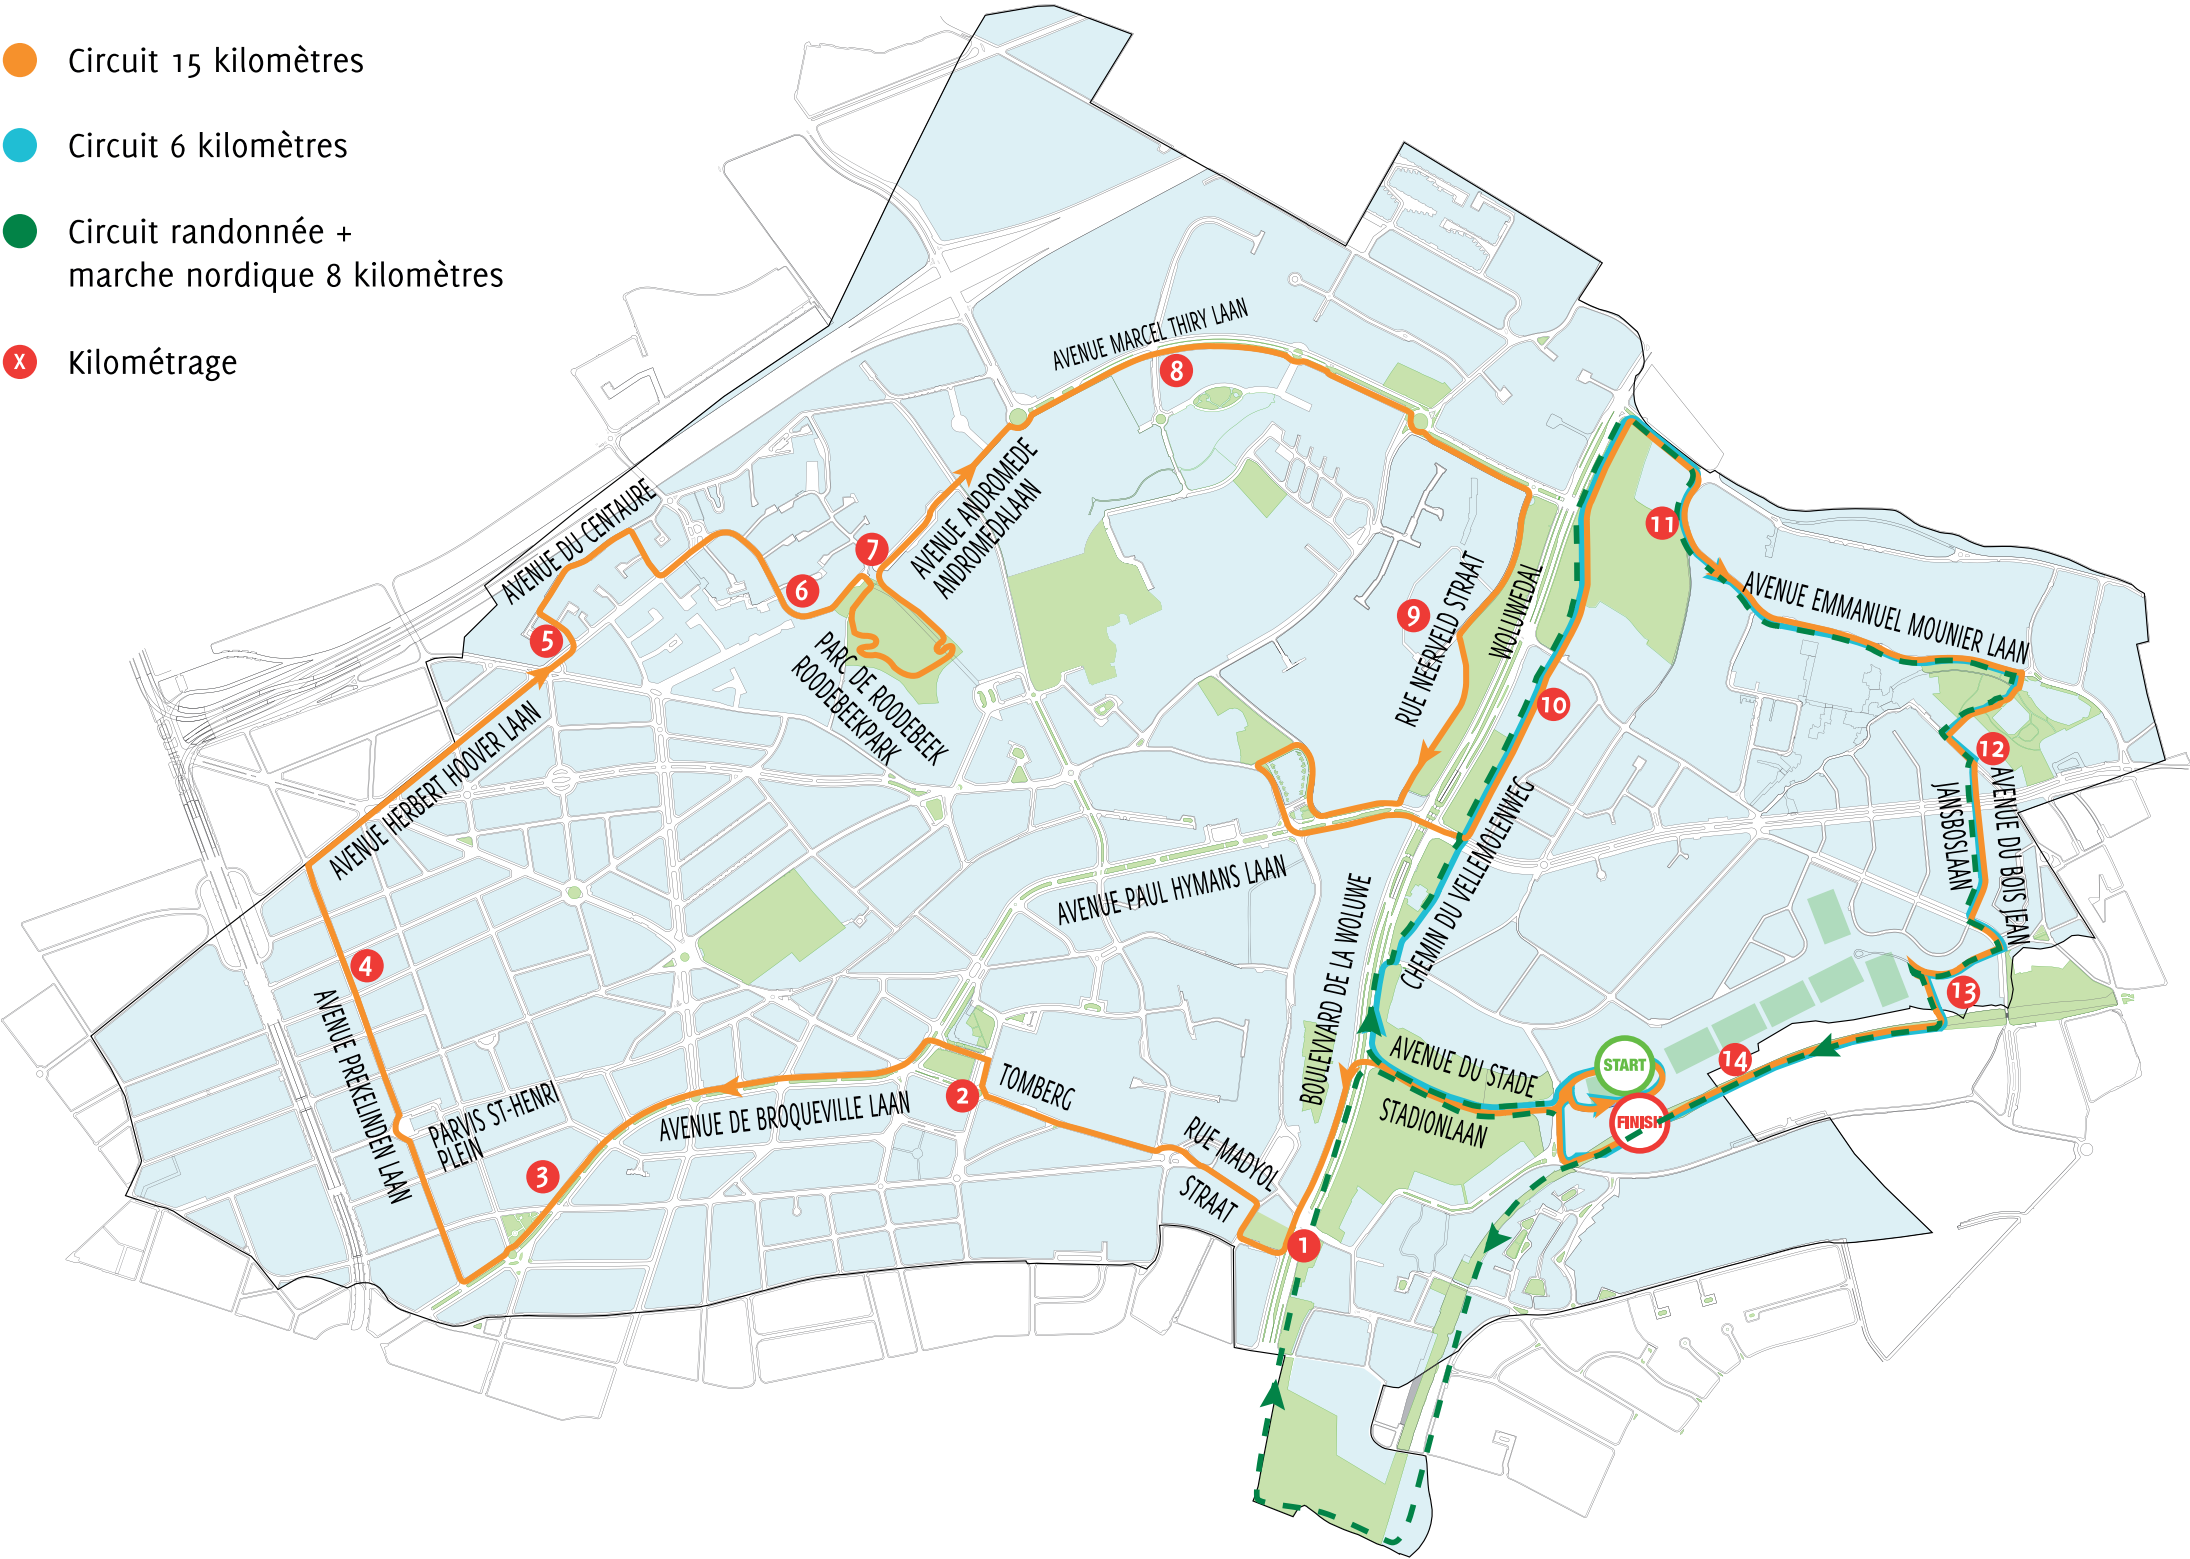 Circuit 15 kilomètres
Circuit 6 kilomètres
Circuit randonnée +
marche nordique 8 kilomètres
X
Kilométrage
AVENUE MARCEL THIRY LAAN
8
AVENUE DU CENTAURE
7
AVENUE ANDROMEDE
ANDROMEDALAAN
6
5
PARC DE ROODEBEEK
ROODEBEEKPARK
9
RUE NEERVELD STRAAT
WOLUWEDAL
11
AVENUE EMMANUEL MOUNIER LAAN
10
12
AVENUE HERBERT HOOVER LAAN
CHEMIN DU VELLEMOLENWEG
JANSBOSLAAN
AVENUE DU BOIS JEAN
AVENUE PAUL HYMANS LAAN
BOULEVVARD DE LA WOLUWE
4
AVENUE PREKELINDEN LAAN
13
14
START
FINISH
AVENUE DU STADE
STADIONLAAN
TOMBERG
2
AVENUE DE BROQUEVILLE LAAN
PARVIS ST-HENRI
PLEIN
3
RUE MADYOL
STRAAT
1